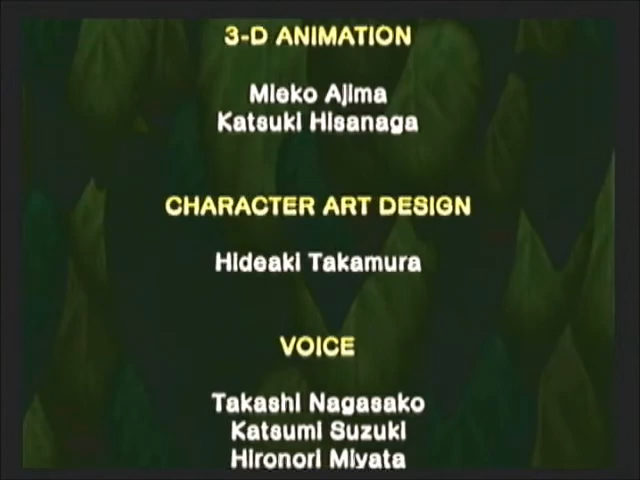 3-D ANIMATION
Mieko Ajima
Katsuki Hisanaga
CHARACTER ART DESIGN
Hideaki Takamura
VOICE
Takashi Nagasako
Katsumi Suzuki
Hironori Miyata